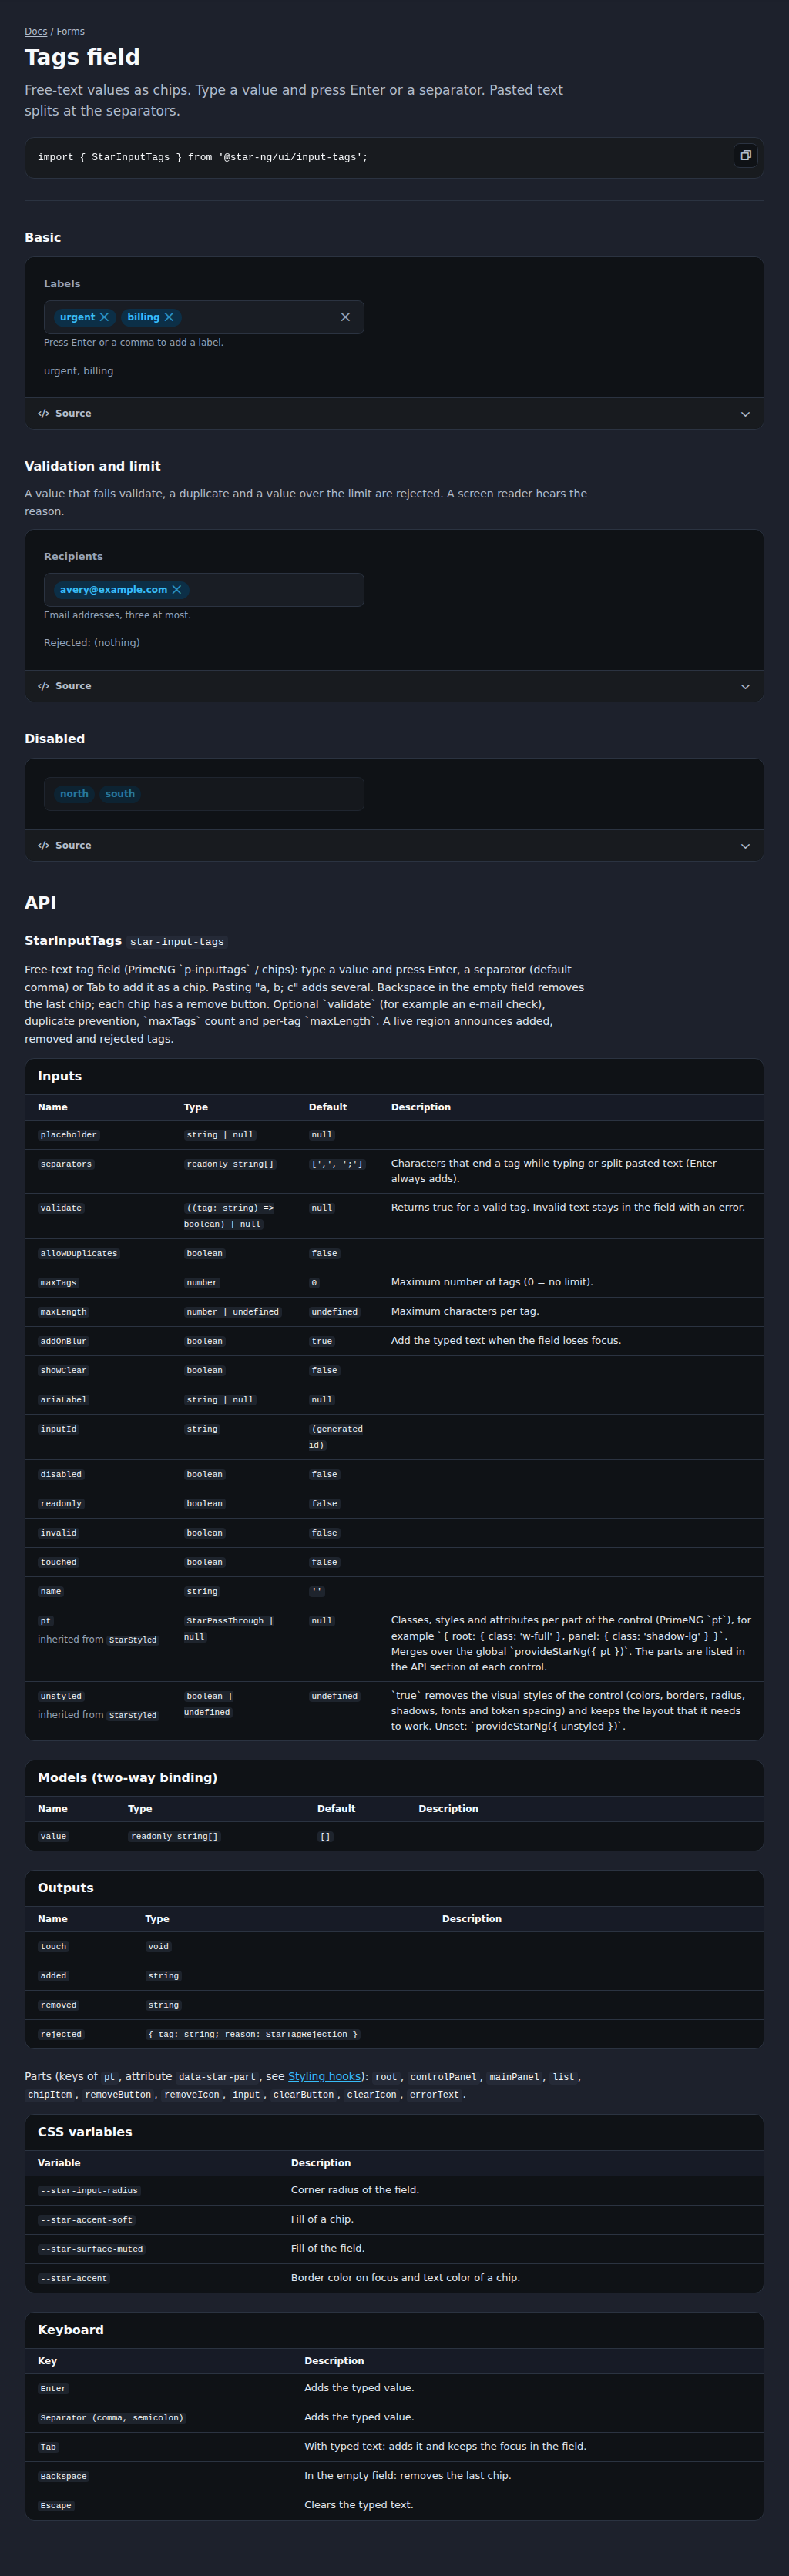 Docs / Forms
Tags field
Free-text values as chips. Type a value and press Enter or a separator. Pasted text
splits at the separators.
import { StarInputTags } from '@star-ng/ui/input-tags';
Basic
Labels
urgent billing
Press Enter or a comma to add a label.
urgent, billing
Source
Validation and limit
A value that fails validate, a duplicate and a value over the limit are rejected. A screen reader hears the
reason.
Recipients
avery@example.com
Email addresses, three at most.
Rejected: (nothing)
Source
Disabled
north south
Source
API
StarInputTags star-input-tags
Free-text tag field (PrimeNG `p-inputtags` / chips): type a value and press Enter, a separator (default
comma) or Tab to add it as a chip. Pasting "a, b; c" adds several. Backspace in the empty field removes
the last chip; each chip has a remove button. Optional `validate` (for example an e-mail check),
duplicate prevention, `maxTags` count and per-tag `maxLength`. A live region announces added,
removed and rejected tags.
Inputs
Name Type Default Description
placeholder string | null null
separators readonly string[] [',', ';'] Characters that end a tag while typing or split pasted text (Enter
always adds).
validate ((tag: string) => null Returns true for a valid tag. Invalid text stays in the field with an error.
boolean) | null
allowDuplicates boolean false
maxTags number 0 Maximum number of tags (0 = no limit).
maxLength number | undefined undefined Maximum characters per tag.
addOnBlur boolean true Add the typed text when the field loses focus.
showClear boolean false
ariaLabel string | null null
inputId string (generated
id)
disabled boolean false
readonly boolean false
invalid boolean false
touched boolean false
name string ''
pt StarPassThrough | null Classes, styles and attributes per part of the control (PrimeNG `pt`), for
inherited from StarStyled null example `{ root: { class: 'w-full' }, panel: { class: 'shadow-lg' } }`.
Merges over the global `provideStarNg({ pt })`. The parts are listed in
the API section of each control.
unstyled boolean | undefined `true` removes the visual styles of the control (colors, borders, radius,
inherited from StarStyled undefined shadows, fonts and token spacing) and keeps the layout that it needs
to work. Unset: `provideStarNg({ unstyled })`.
Models (two-way binding)
Name Type Default Description
value readonly string[] []
Outputs
Name Type Description
touch void
added string
removed string
rejected { tag: string; reason: StarTagRejection }
Parts (keys of pt, attribute data-star-part, see Styling hooks): root, controlPanel, mainPanel, list,
chipItem, removeButton, removeIcon, input, clearButton, clearIcon, errorText.
CSS variables
Variable Description
--star-input-radius Corner radius of the field.
--star-accent-soft Fill of a chip.
--star-surface-muted Fill of the field.
--star-accent Border color on focus and text color of a chip.
Keyboard
Key Description
Enter Adds the typed value.
Separator (comma, semicolon) Adds the typed value.
Tab With typed text: adds it and keeps the focus in the field.
Backspace In the empty field: removes the last chip.
Escape Clears the typed text.